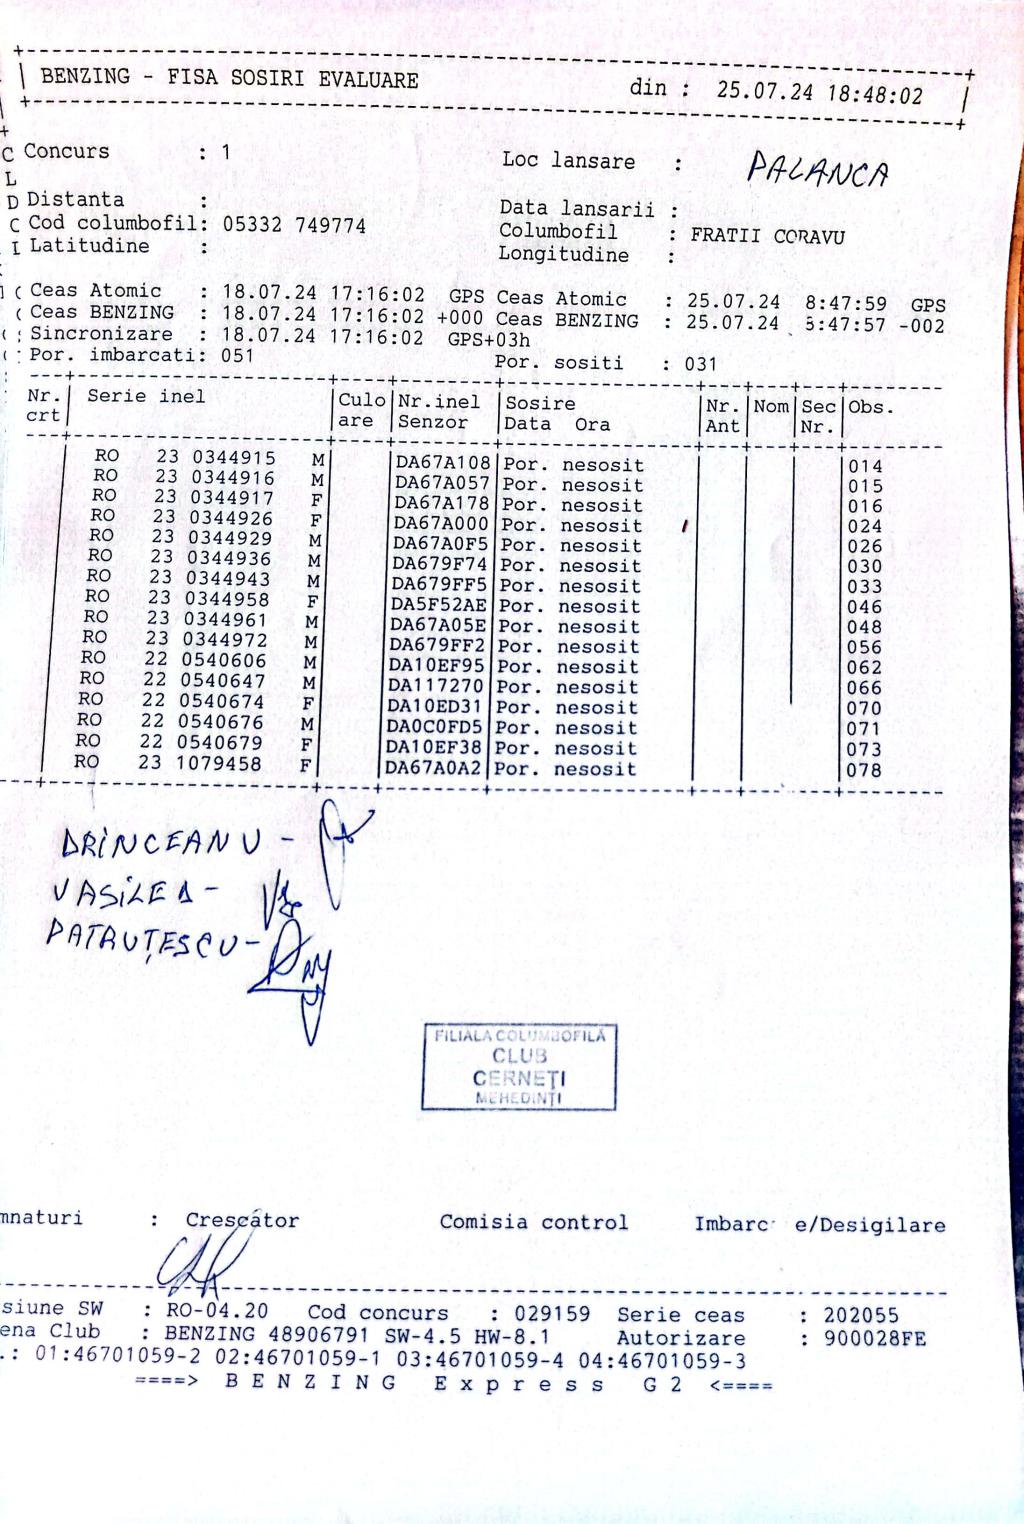 BENZING - FISA SOSIRI EVALUARE din : 25.07.24 18:48:02
Concurs : 1 Loc lansare : PALANCA
Distanta : Data lansarii :
Cod columbofil: 05332 749774 Columbofil : FRATII CORAVU
Latitudine : Longitudine :
Ceas Atomic : 18.07.24 17:16:02 GPS Ceas Atomic : 25.07.24 8:47:59 GPS
Ceas BENZING : 18.07.24 17:16:02 +000 Ceas BENZING : 25.07.24 :47:57 -002
Sincronizare : 18.07.24 17:16:02 GPS+03h
Por. imbarcati: 051 Por. sositi : 031
Nr. Serie inel Culo Nr.inel Sosire Nr. Nom Sec Obs.
crt are Senzor Data Ora Ant Nr.
RO 23 0344915 M DA67A108 Por. nesosit 014
RO 23 0344916 M DA67A057 Por. nesosit 015
RO 23 0344917 F DA67A178 Por. nesosit 016
RO 23 0344926 F DA67A000 Por. nesosit 024
RO 23 0344929 M DA67A0F5 Por. nesosit 026
RO 23 0344936 M DA679F74 Por. nesosit 030
RO 23 0344943 M DA679FF5 Por. nesosit 033
RO 23 0344958 F DA5F52AE Por. nesosit 046
RO 23 0344961 M DA67A05E Por. nesosit 048
RO 23 0344972 M DA679FF2 Por. nesosit 056
RO 22 0540606 M DA10EF95 Por. nesosit 062
RO 22 0540647 M DA117270 Por. nesosit 066
RO 22 0540674 F DA10ED31 Por. nesosit 070
RO 22 0540676 M DA0C0FD5 Por. nesosit 071
RO 22 0540679 F DA10EF38 Por. nesosit 073
RO 23 1079458 F DA67A0A2 Por. nesosit 078
DRINCEANU -
VASILE A -
PATRUȚESCU -
FILIALA COLUMBOFILĂ
CLUB
CERNEȚI
MEHEDINȚI
mnaturi : Crescator Comisia control Imbarc e/Desigilare
siune SW : RO-04.20 Cod concurs : 029159 Serie ceas : 202055
ena Club : BENZING 48906791 SW-4.5 HW-8.1 Autorizare : 900028FE
.: 01:46701059-2 02:46701059-1 03:46701059-4 04:46701059-3
====> B E N Z I N G E x p r e s s G 2 <====